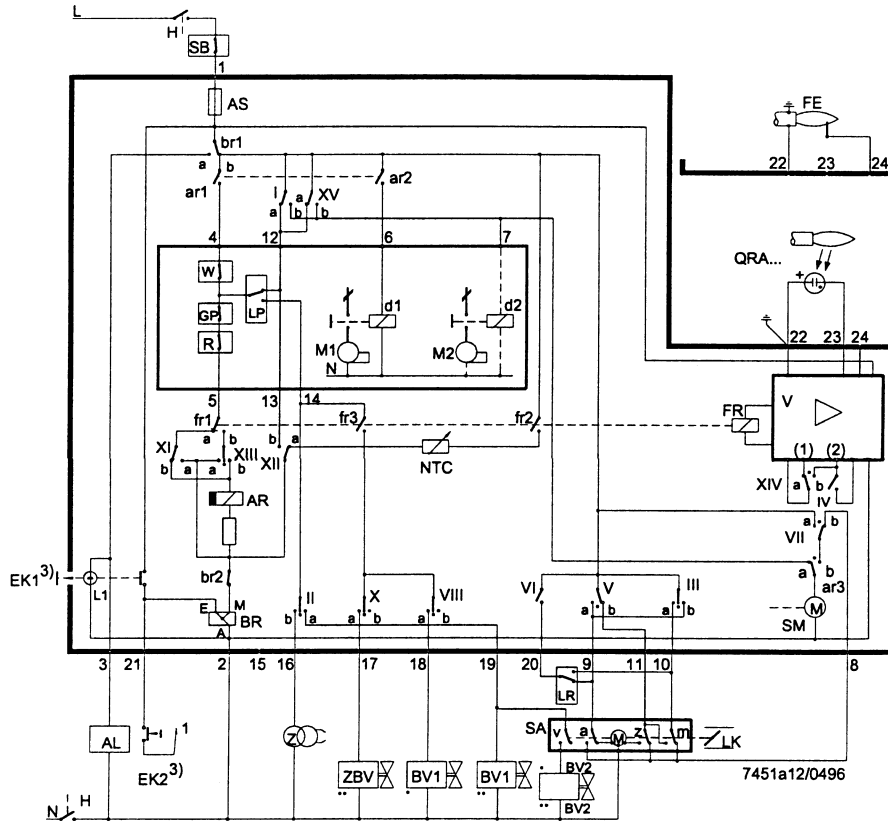 L
H
SB
1
AS
FE
br1
22 23 24
a b
ar1 ar2
I a XV
a b b
4 12 6 7
QRA...
+
W
LP
GP
d1 d2
R
M1 M2
N
22 23 24
V
5 13 14
fr1 fr3 fr2 FR
a b b a
XI XIII XII
b a a b
NTC
(1) (2)
XIV a b
IV
AR
a b
VII
EK1 3)
L1
br2
a b
ar3
E M
BR
A
II X VIII VI V III
b a a b a b a b a b
M
SM
3 21 2 15 16 17 18 19 20 9 11 10 8
LR
AL
1
EK2 3)
Z
SA v a M z m
LK
ZBV BV1 BV1 BV2
BV2
7451a12/0496
N H